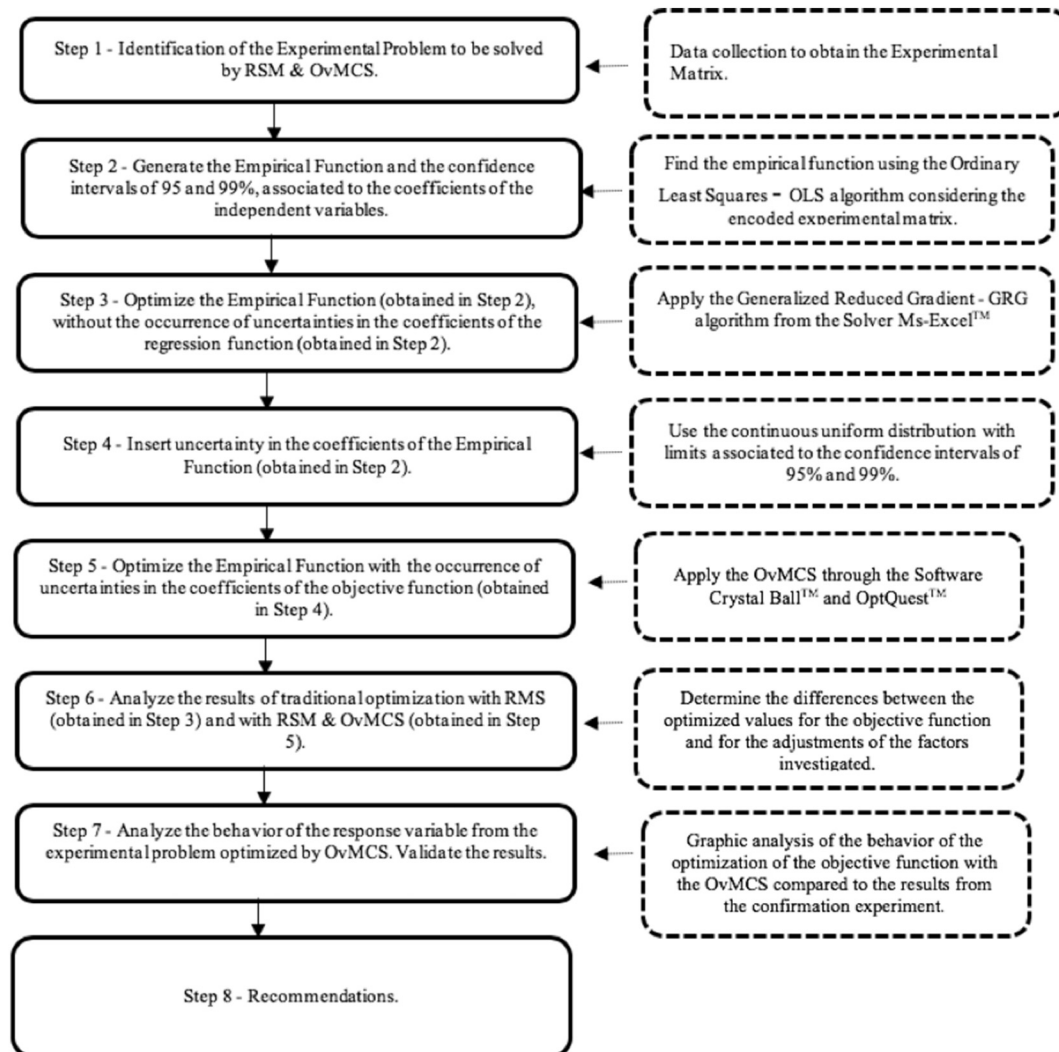 Step 1 - Identification of the Experimental Problem to be solved
by RSM & OvMCS.
Data collection to obtain the Experimental
Matrix.
Step 2 - Generate the Empirical Function and the confidence
intervals of 95 and 99%, associated to the coefficients of the
independent variables.
Find the empirical function using the Ordinary
Least Squares – OLS algorithm considering the
encoded experimental matrix.
Step 3 - Optimize the Empirical Function (obtained in Step 2),
without the occurrence of uncertainties in the coefficients of the
regression function (obtained in Step 2).
Apply the Generalized Reduced Gradient - GRG
algorithm from the Solver Ms-Excel™
Step 4 - Insert uncertainty in the coefficients of the Empirical
Function (obtained in Step 2).
Use the continuous uniform distribution with
limits associated to the confidence intervals of
95% and 99%.
Step 5 - Optimize the Empirical Function with the occurrence of
uncertainties in the coefficients of the objective function (obtained
in Step 4).
Apply the OvMCS through the Software
Crystal Ball™ and OptQuest™
Step 6 - Analyze the results of traditional optimization with RMS
(obtained in Step 3) and with RSM & OvMCS (obtained in Step
5).
Determine the differences between the
optimized values for the objective function
and for the adjustments of the factors
investigated.
Step 7 - Analyze the behavior of the response variable from the
experimental problem optimized by OvMCS. Validate the results.
Graphic analysis of the behavior of the
optimization of the objective function with
the OvMCS compared to the results from
the confirmation experiment.
Step 8 - Recommendations.